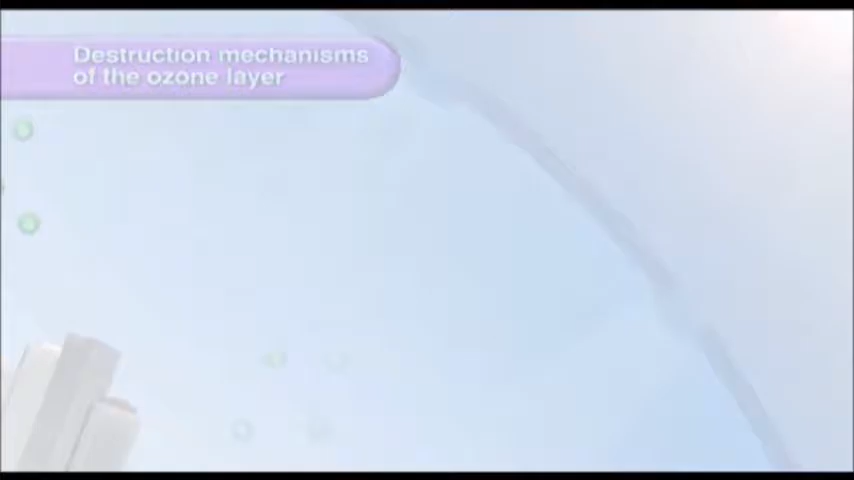 Destruction mechanisms
of the ozone layer